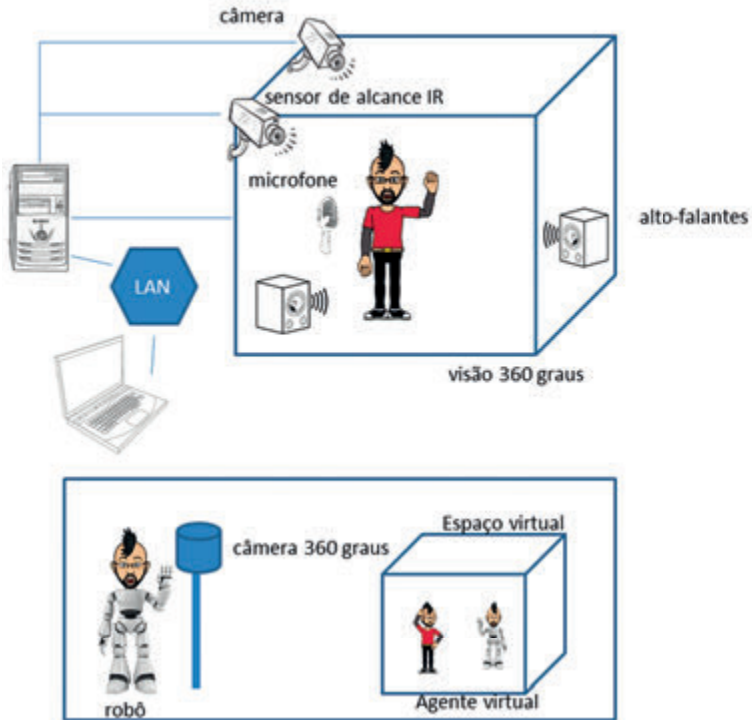 câmera
sensor de alcance IR
microfone
alto-falantes
LAN
visão 360 graus
Espaço virtual
câmera 360 graus
Agente virtual
robô